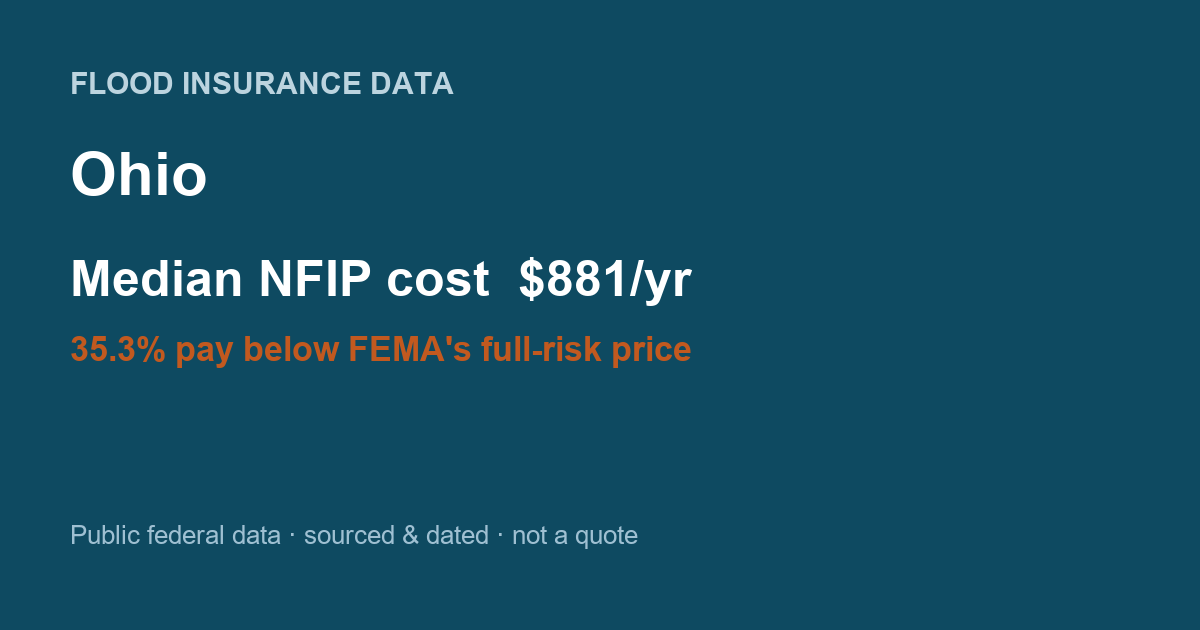 FLOOD INSURANCE DATA
Ohio
Median NFIP cost  $881/yr
35.3% pay below FEMA's full-risk price
Public federal data · sourced & dated · not a quote